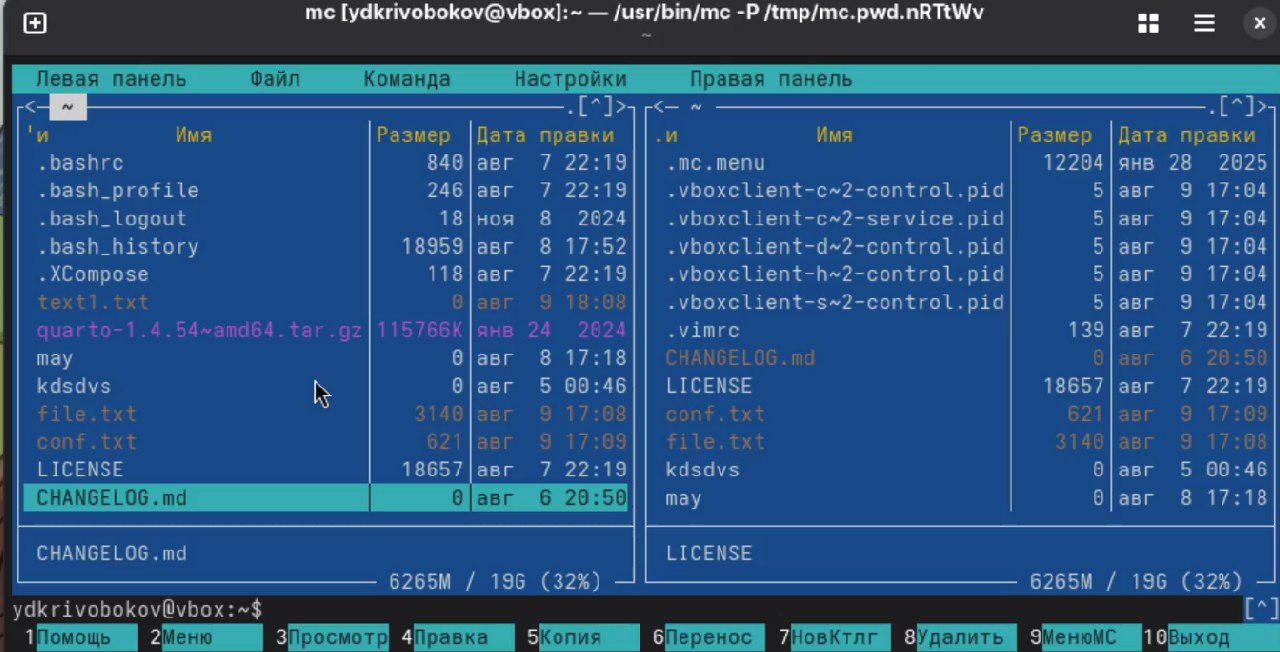 mc [ydkrivobokov@vbox]:~ — /usr/bin/mc -P /tmp/mc.pwd.nRTtWv
~
Левая панель Файл Команда Настройки Правая панель
<— ~ .[^]> <— ~ .[^]>
'и Имя Размер Дата правки .и Имя Размер Дата правки
.bashrc 840 авг 7 22:19 .mc.menu 12204 янв 28 2025
.bash_profile 246 авг 7 22:19 .vboxclient-c~2-control.pid 5 авг 9 17:04
.bash_logout 18 ноя 8 2024 .vboxclient-c~2-service.pid 5 авг 9 17:04
.bash_history 18959 авг 8 17:52 .vboxclient-d~2-control.pid 5 авг 9 17:04
.XCompose 118 авг 7 22:19 .vboxclient-h~2-control.pid 5 авг 9 17:04
text1.txt 0 авг 9 18:08 .vboxclient-s~2-control.pid 5 авг 9 17:04
quarto-1.4.54~amd64.tar.gz 115766K янв 24 2024 .vimrc 139 авг 7 22:19
may 0 авг 8 17:18 CHANGELOG.md 0 авг 6 20:50
kdsdvs 0 авг 5 00:46 LICENSE 18657 авг 7 22:19
file.txt 3140 авг 9 17:08 conf.txt 621 авг 9 17:09
conf.txt 621 авг 9 17:09 file.txt 3140 авг 9 17:08
LICENSE 18657 авг 7 22:19 kdsdvs 0 авг 5 00:46
CHANGELOG.md 0 авг 6 20:50 may 0 авг 8 17:18
CHANGELOG.md LICENSE
6265M / 19G (32%) 6265M / 19G (32%)
ydkrivobokov@vbox:~$ [^]
1Помощь 2Меню 3Просмотр 4Правка 5Копия 6Перенос 7НовКтлг 8Удалить 9МенюМС 10Выход